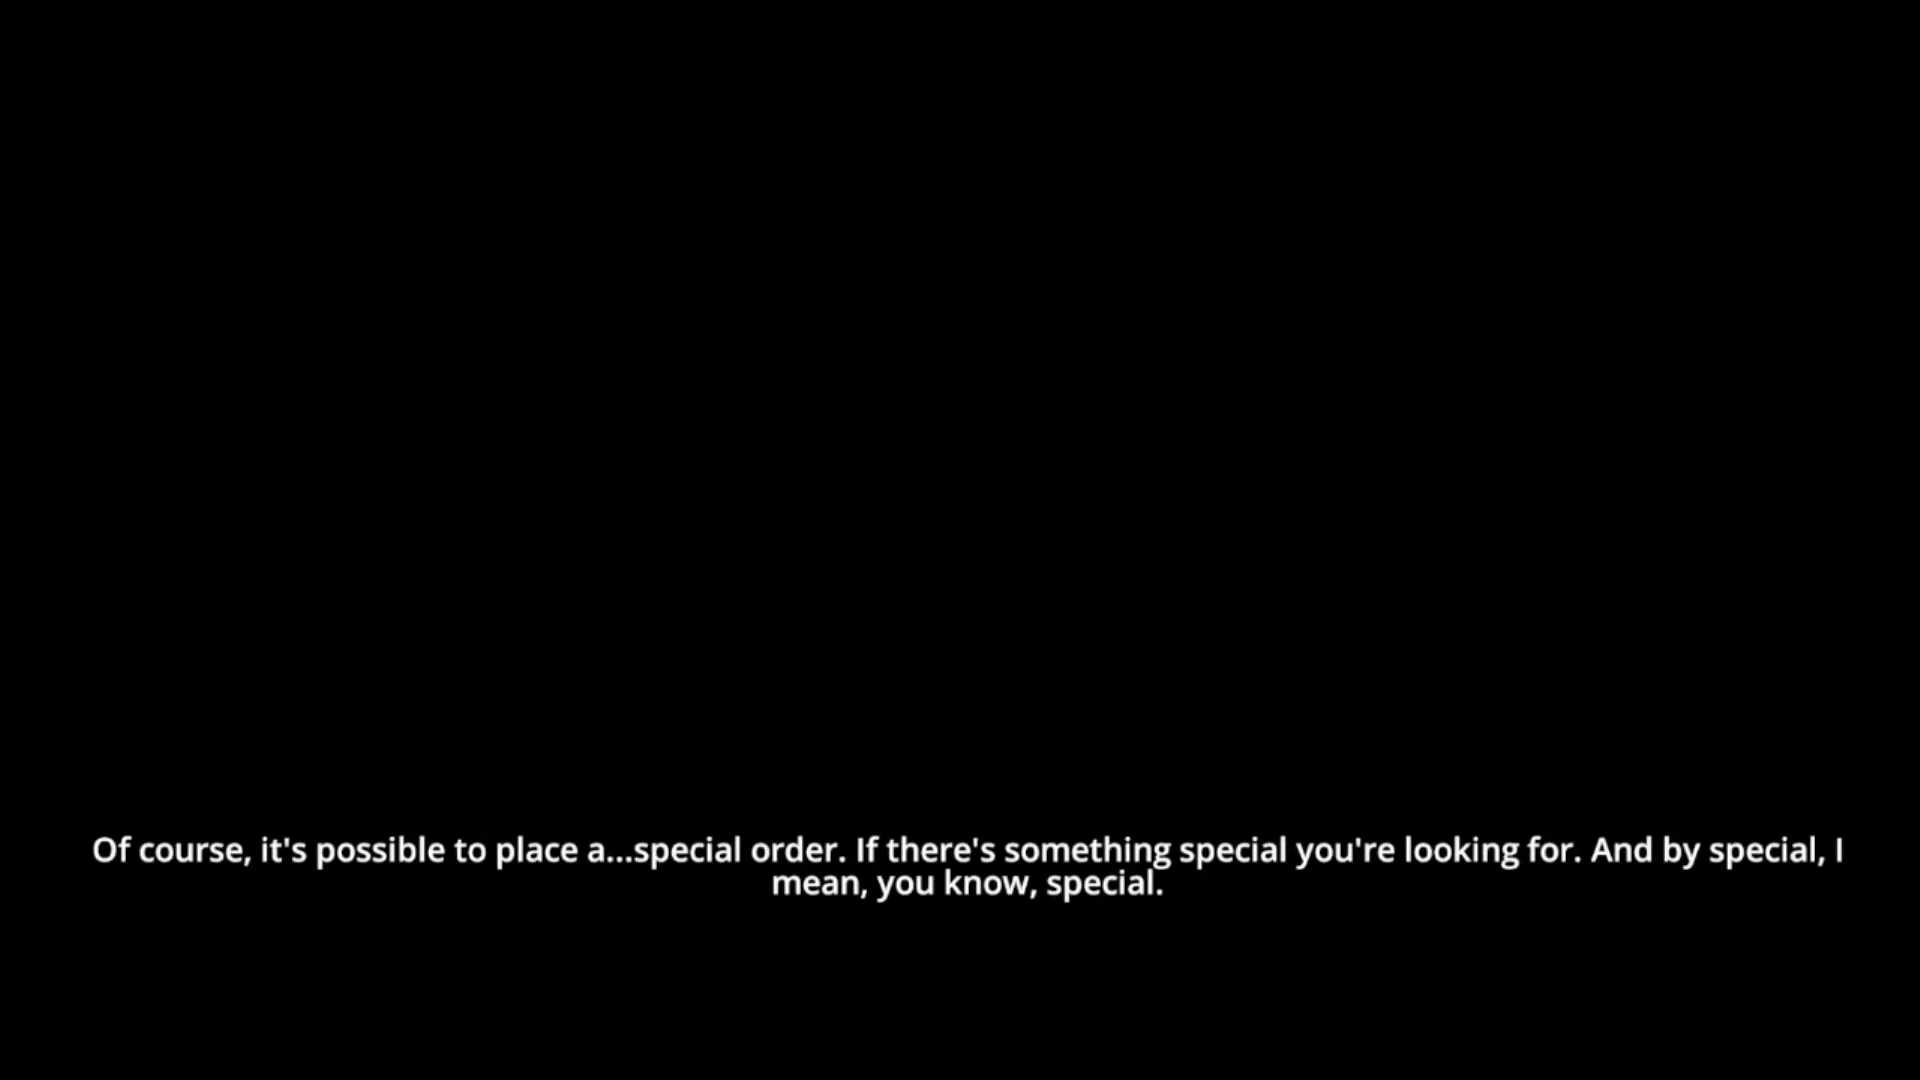 Of course, it's possible to place a...special order. If there's something special you're looking for. And by special, I
mean, you know, special.